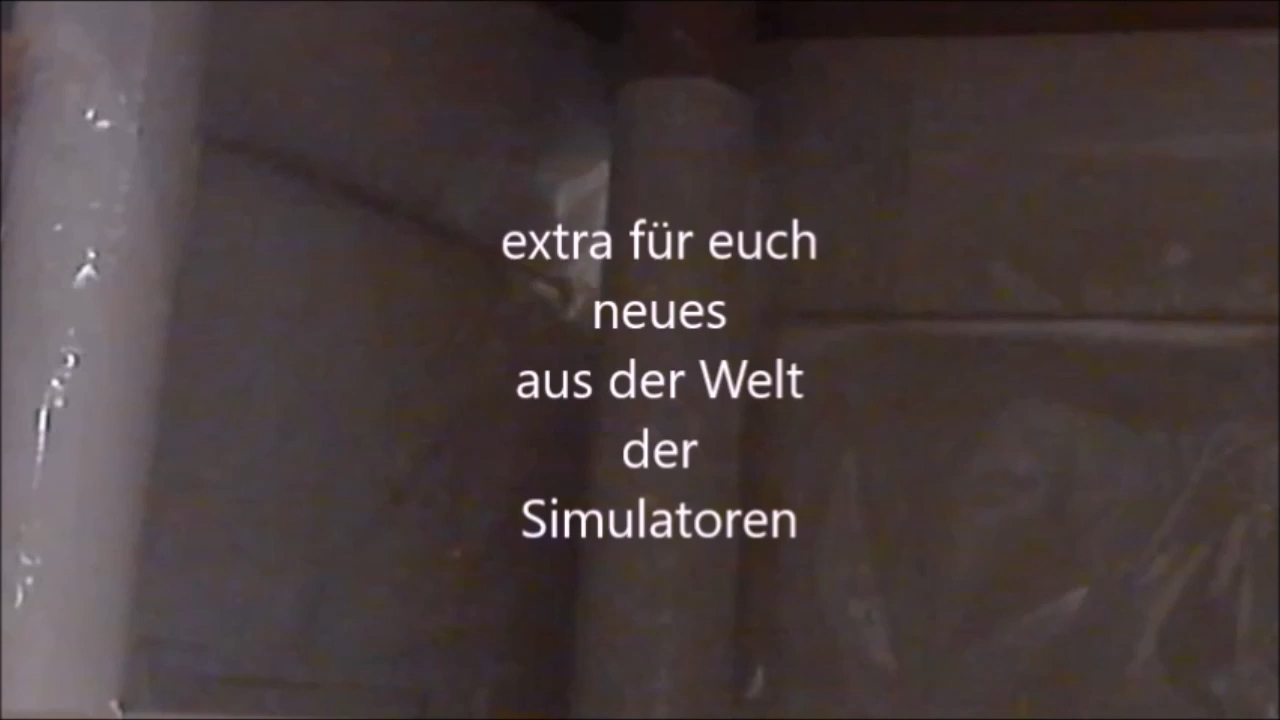 extra für euch
neues
aus der Welt
der
Simulatoren